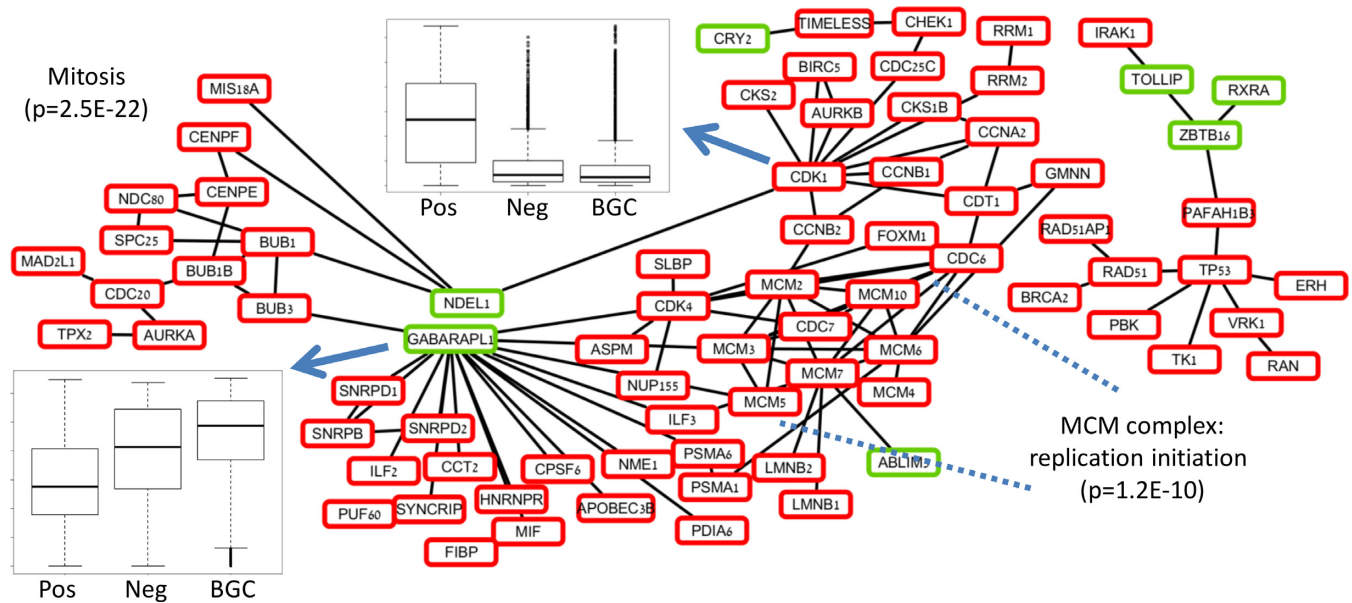 Mitosis
(p=2.5E-22)
Pos Neg BGC
CRY2
TIMELESS
CHEK1
RRM1
IRAK1
BIRC5
CDC25C
RRM2
TOLLIP
RXRA
MIS18A
CKS2
AURKB
CKS1B
CCNA2
ZBTB16
CENPF
CDK1
CCNB1
GMNN
CENPE
NDC80
CDT1
PAFAH1B3
SPC25
BUB1
CCNB2
FOXM1
RAD51AP1
MAD2L1
BUB1B
SLBP
CDC6
RAD51
TP53
CDC20
BUB3
NDEL1
CDK4
MCM2
MCM10
BRCA2
ERH
TPX2
AURKA
GABARAPL1
CDC7
PBK
VRK1
ASPM
MCM3
MCM6
TK1
RAN
SNRPD1
NUP155
MCM7
MCM5
MCM4
SNRPB
SNRPD2
ILF3
MCM complex:
replication initiation
(p=1.2E-10)
ILF2
CCT2
CPSF6
NME1
PSMA6
LMNB2
ABLIM3
PSMA1
PUF60
SYNCRIP
HNRNPR
APOBEC3B
LMNB1
MIF
PDIA6
FIBP
Pos Neg BGC